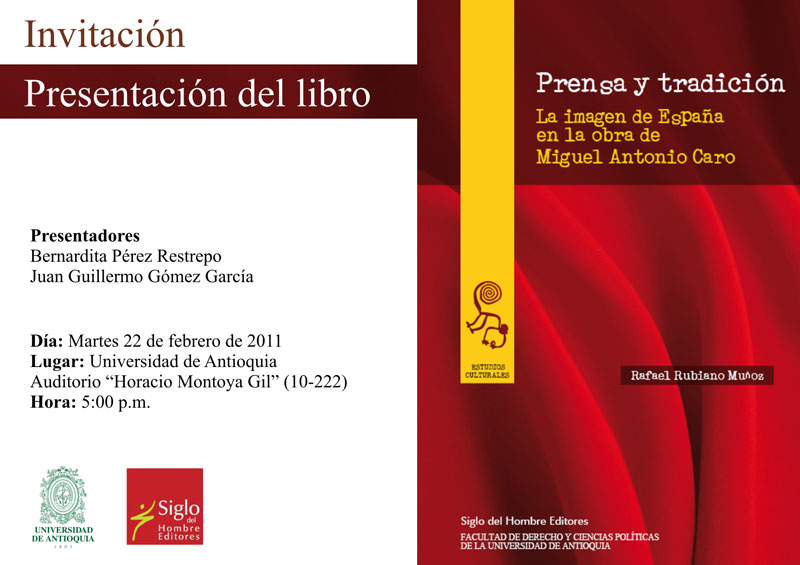 Invitación
Presentación del libro
Presentadores
Bernardita Pérez Restrepo
Juan Guillermo Gómez García
Día: Martes 22 de febrero de 2011
Lugar: Universidad de Antioquia
Auditorio “Horacio Montoya Gil” (10-222)
Hora: 5:00 p.m.
UNIVERSIDAD
DE ANTIOQUIA
1803
Siglo
del
Hombre
Editores
Prensa y tradición
La imagen de España
en la obra de
Miguel Antonio Caro
ESTUDIOS
CULTURALES
Rafael Rubiano Muñoz
Siglo del Hombre Editores
FACULTAD DE DERECHO Y CIENCIAS POLÍTICAS
DE LA UNIVERSIDAD DE ANTIOQUIA